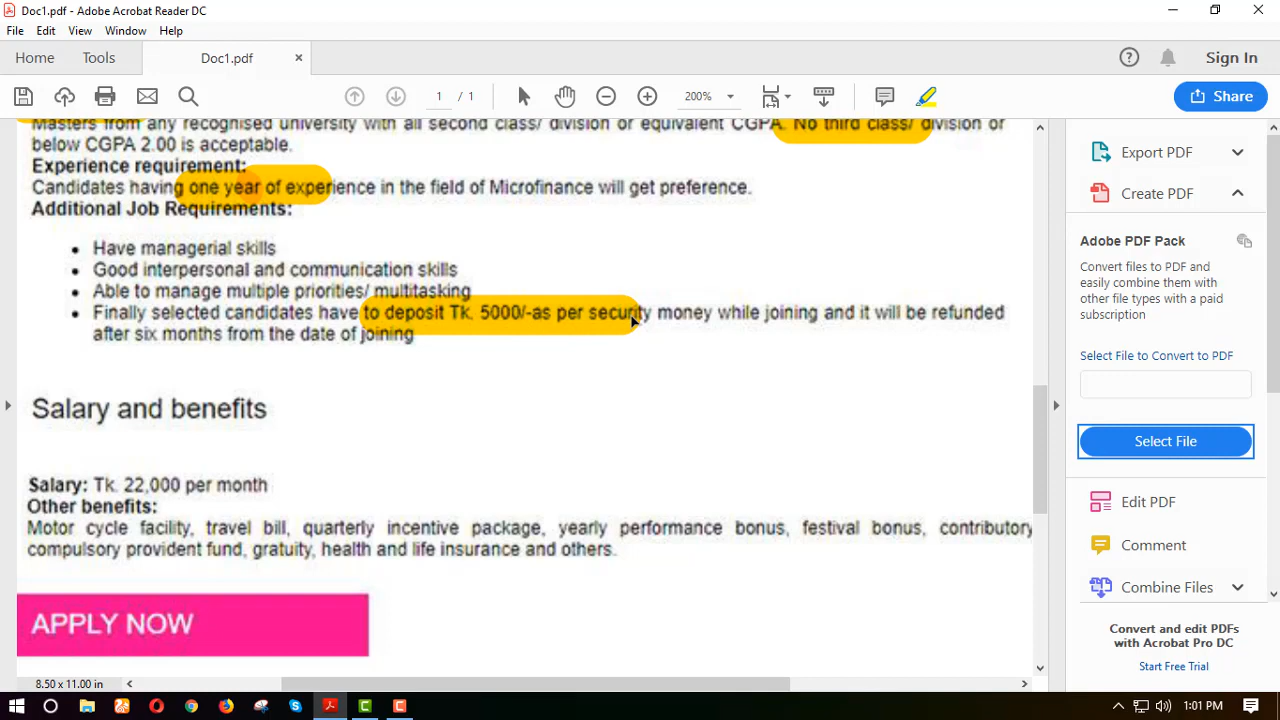 Doc1.pdf - Adobe Acrobat Reader DC
File Edit View Window Help
Home Tools Doc1.pdf × Sign In
1 / 1 200% Share
Masters from any recognised university with all second class/ division or equivalent CGPA. No third class/ division or
below CGPA 2.00 is acceptable.
Experience requirement:
Candidates having one year of experience in the field of Microfinance will get preference.
Additional Job Requirements:
• Have managerial skills
• Good interpersonal and communication skills
• Able to manage multiple priorities/ multitasking
• Finally selected candidates have to deposit Tk. 5000/-as per security money while joining and it will be refunded
after six months from the date of joining
Salary and benefits
Salary: Tk. 22,000 per month
Other benefits:
Motor cycle facility, travel bill, quarterly incentive package, yearly performance bonus, festival bonus, contributory
compulsory provident fund, gratuity, health and life insurance and others.
APPLY NOW
8.50 x 11.00 in
Export PDF
Create PDF
Adobe PDF Pack
Convert files to PDF and
easily combine them with
other file types with a paid
subscription
Select File to Convert to PDF
Select File
Edit PDF
Comment
Combine Files
Convert and edit PDFs
with Acrobat Pro DC
Start Free Trial
1:01 PM